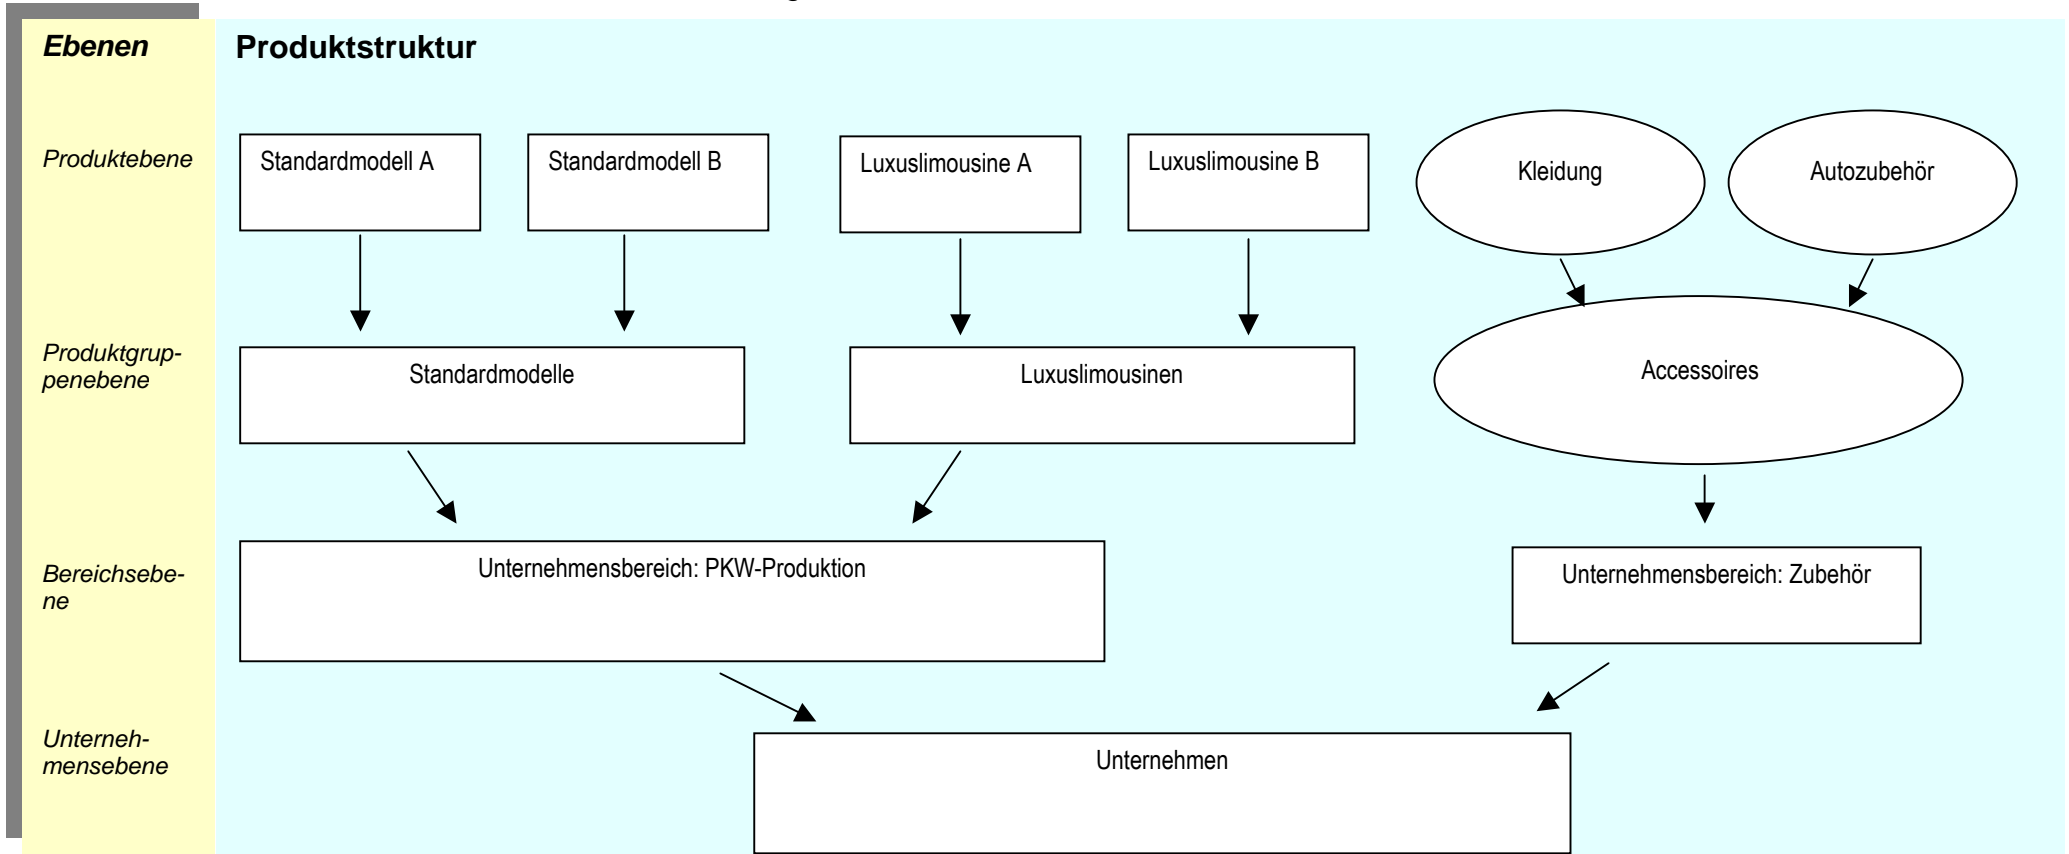 Ebenen
Produktstruktur
Produktebene
Standardmodell A
Standardmodell B
Luxuslimousine A
Luxuslimousine B
Kleidung
Autozubehör
Produktgrup-
penebene
Standardmodelle
Luxuslimousinen
Accessoires
Bereichsebe-
ne
Unternehmensbereich: PKW-Produktion
Unternehmensbereich: Zubehör
Unterneh-
mensebene
Unternehmen